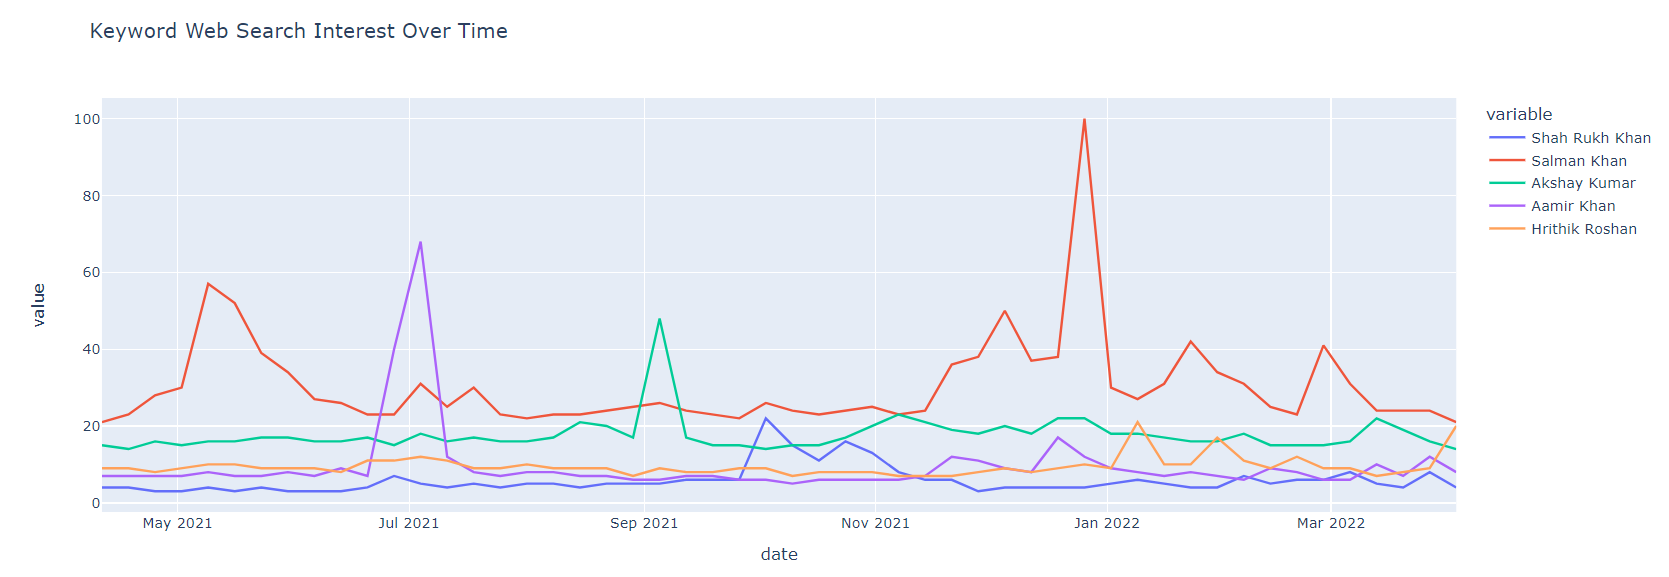 Keyword Web Search Interest Over Time
variable
Shah Rukh Khan
Salman Khan
Akshay Kumar
Aamir Khan
Hrithik Roshan
value
100
80
60
40
20
0
May 2021 Jul 2021 Sep 2021 Nov 2021 Jan 2022 Mar 2022
date